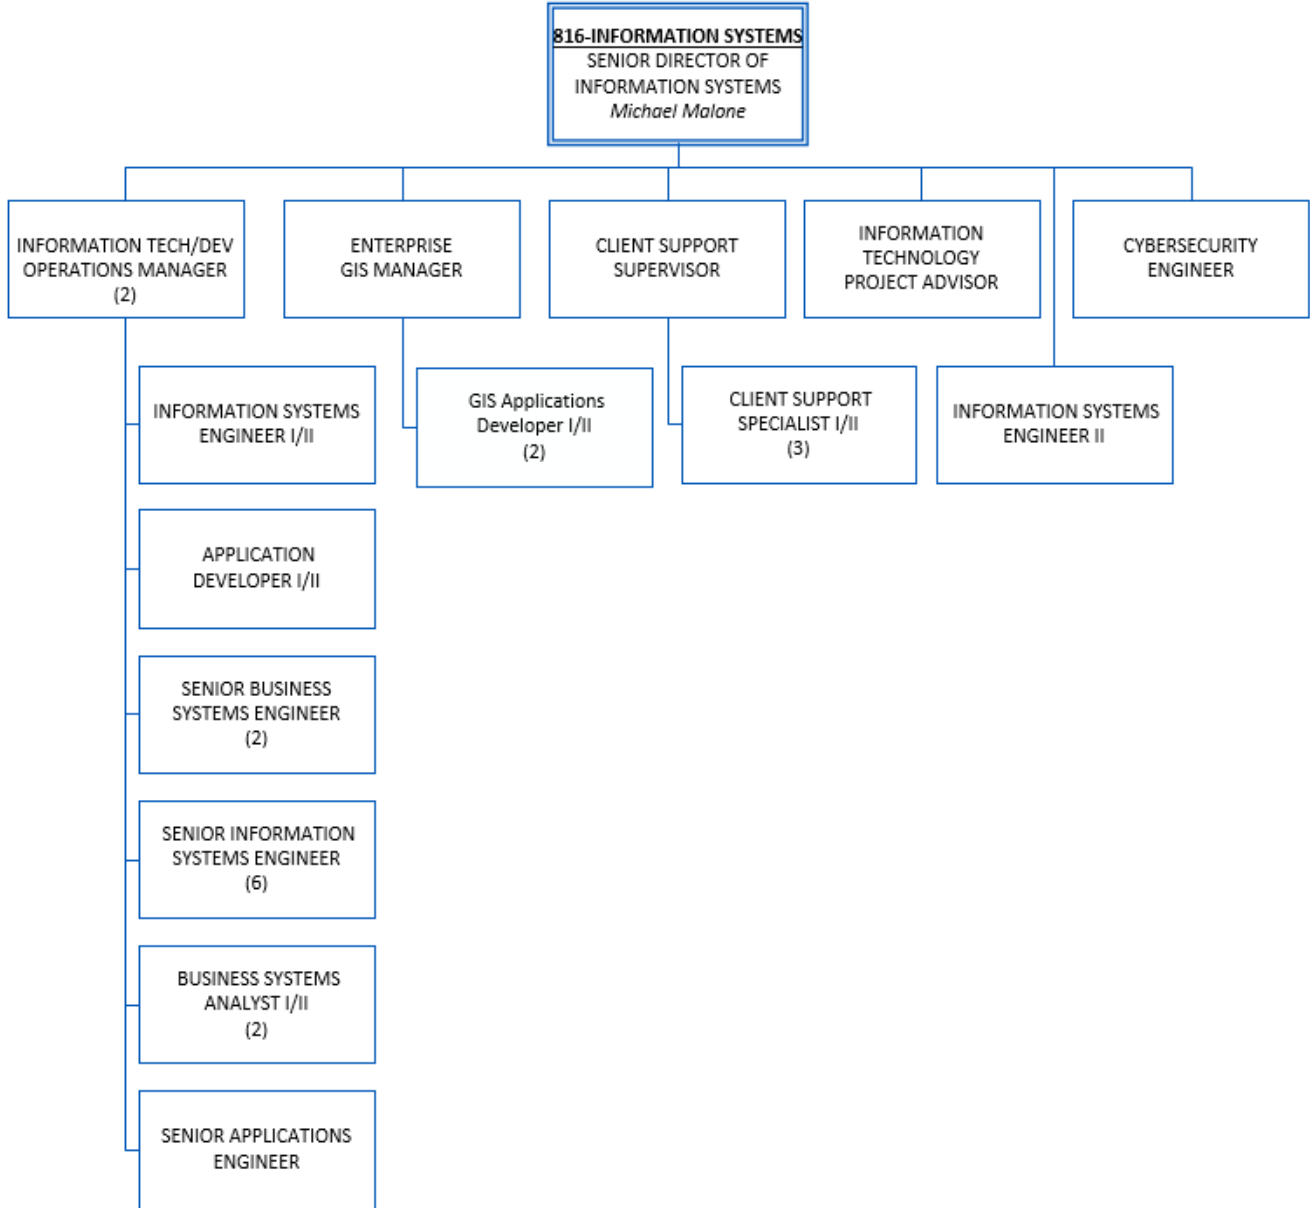 816-INFORMATION SYSTEMS
SENIOR DIRECTOR OF
INFORMATION SYSTEMS
Michael Malone
INFORMATION TECH/DEV
OPERATIONS MANAGER
(2)
ENTERPRISE
GIS MANAGER
CLIENT SUPPORT
SUPERVISOR
INFORMATION
TECHNOLOGY
PROJECT ADVISOR
CYBERSECURITY
ENGINEER
INFORMATION SYSTEMS
ENGINEER I/II
GIS Applications
Developer I/II
(2)
CLIENT SUPPORT
SPECIALIST I/II
(3)
INFORMATION SYSTEMS
ENGINEER II
APPLICATION
DEVELOPER I/II
SENIOR BUSINESS
SYSTEMS ENGINEER
(2)
SENIOR INFORMATION
SYSTEMS ENGINEER
(6)
BUSINESS SYSTEMS
ANALYST I/II
(2)
SENIOR APPLICATIONS
ENGINEER